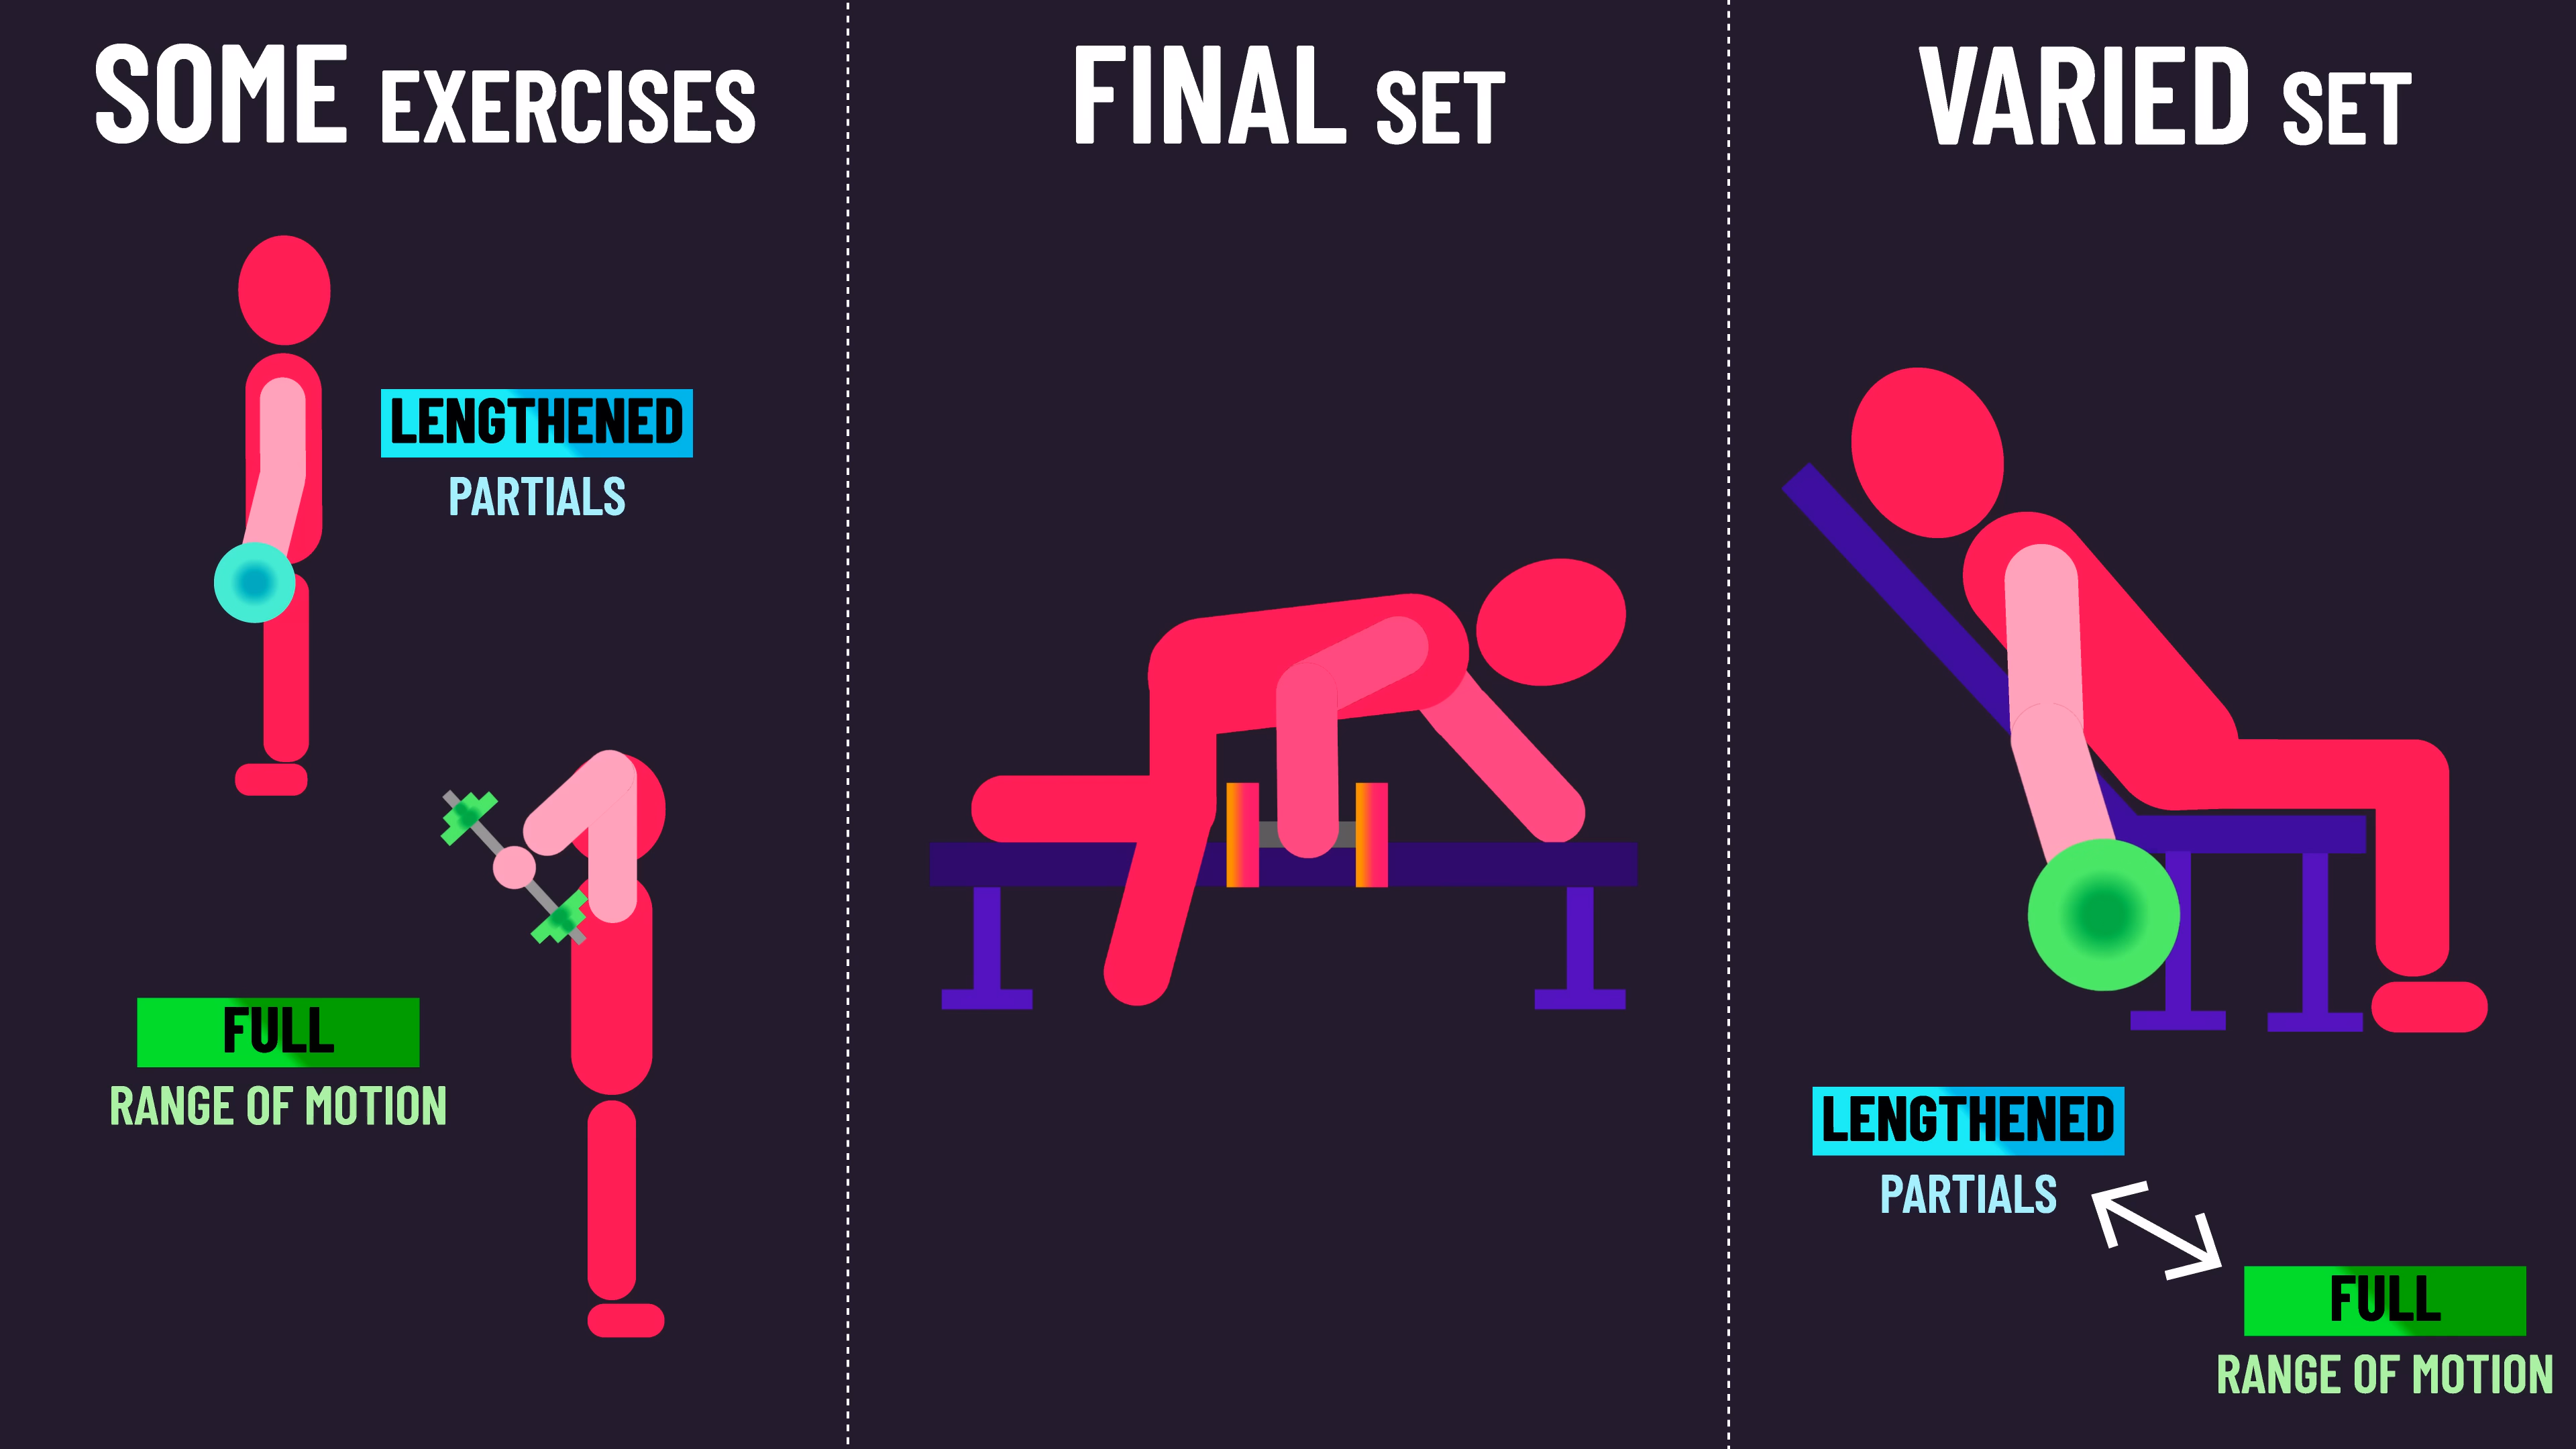 SOME EXERCISES
LENGTHENED
PARTIALS
FULL
RANGE OF MOTION
FINAL SET
VARIED SET
LENGTHENED
PARTIALS
FULL
RANGE OF MOTION